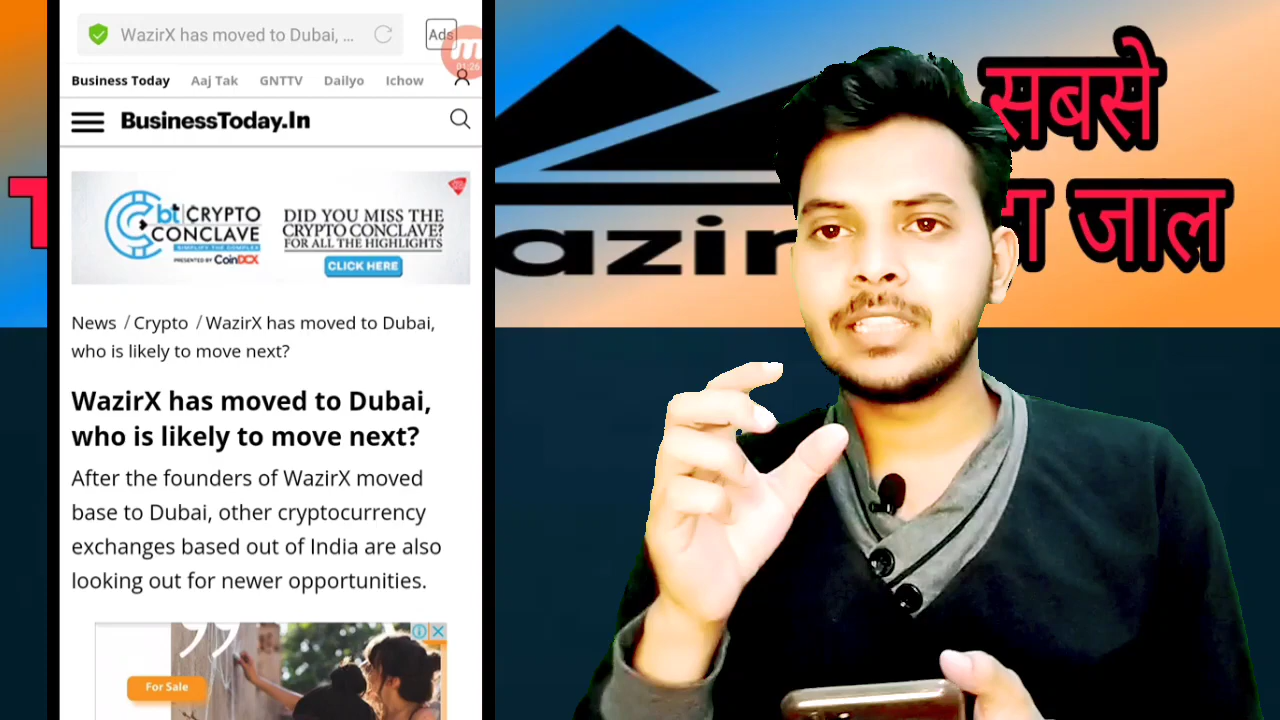 WazirX has moved to Dubai, ...
Ads
01:26
Business Today Aaj Tak GNTTV Dailyo Ichow
BusinessToday.In
bt CRYPTO
CONCLAVE
SIMPLIFY THE COMPLEX
PRESENTED BY CoinDCX
DID YOU MISS THE
CRYPTO CONCLAVE?
FOR ALL THE HIGHLIGHTS
CLICK HERE
News / Crypto / WazirX has moved to Dubai,
who is likely to move next?
WazirX has moved to Dubai,
who is likely to move next?
After the founders of WazirX moved
base to Dubai, other cryptocurrency
exchanges based out of India are also
looking out for newer opportunities.
For Sale
T
azir
सबसे
जाल